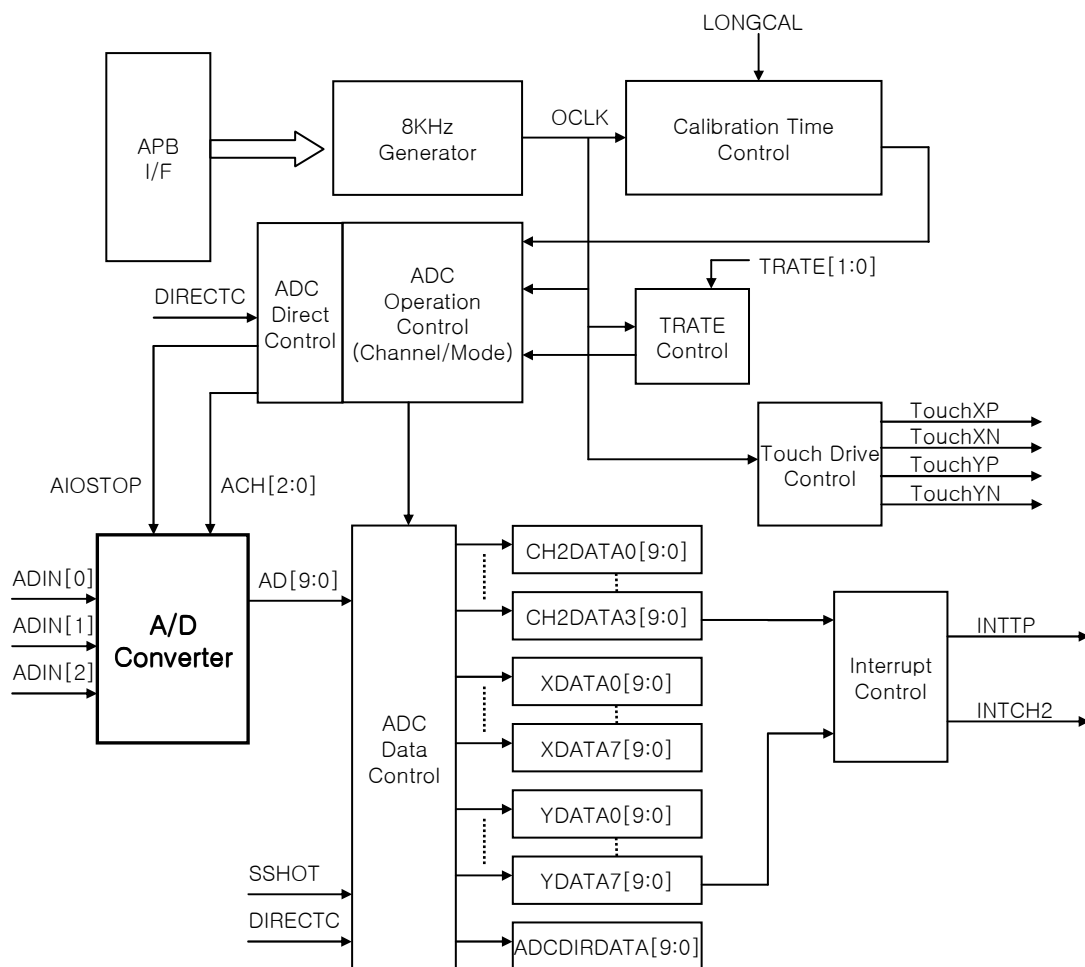 LONGCAL
APB
I/F
8KHz
Generator
OCLK
Calibration Time
Control
TRATE[1:0]
DIRECTC
ADC
Direct
Control
ADC
Operation
Control
(Channel/Mode)
TRATE
Control
Touch Drive
Control
TouchXP
TouchXN
TouchYP
TouchYN
AIOSTOP
ACH[2:0]
ADIN[0]
ADIN[1]
ADIN[2]
A/D
Converter
AD[9:0]
ADC
Data
Control
CH2DATA0[9:0]
CH2DATA3[9:0]
XDATA0[9:0]
XDATA7[9:0]
YDATA0[9:0]
YDATA7[9:0]
ADCDIRDATA[9:0]
Interrupt
Control
INTTP
INTCH2
SSHOT
DIRECTC